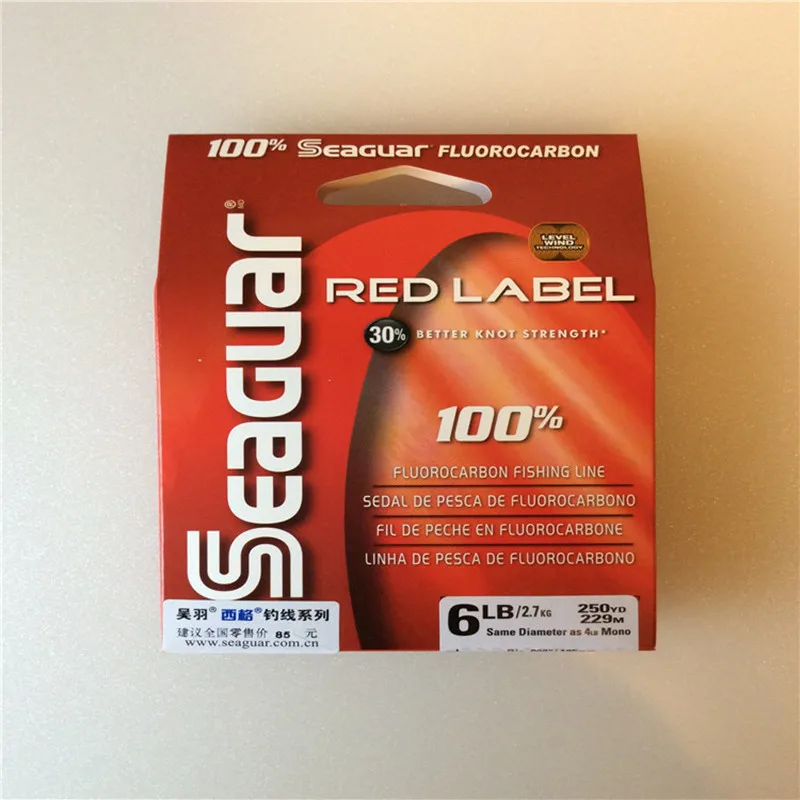 100% Seaguar FLUOROCARBON
Seaguar®
LEVEL
WIND
TECHNOLOGY
RED LABEL
30% BETTER KNOT STRENGTH*
100%
FLUOROCARBON FISHING LINE
SEDAL DE PESCA DE FLUOROCARBONO
FIL DE PECHE EN FLUOROCARBONE
LINHA DE PESCA DE FLUOROCARBONO
吴羽® 西格®钓线系列
建议全国零售价 85 元
www.seaguar.com.cn
6LB/2.7KG
250YD
229M
Same Diameter as 4LB Mono